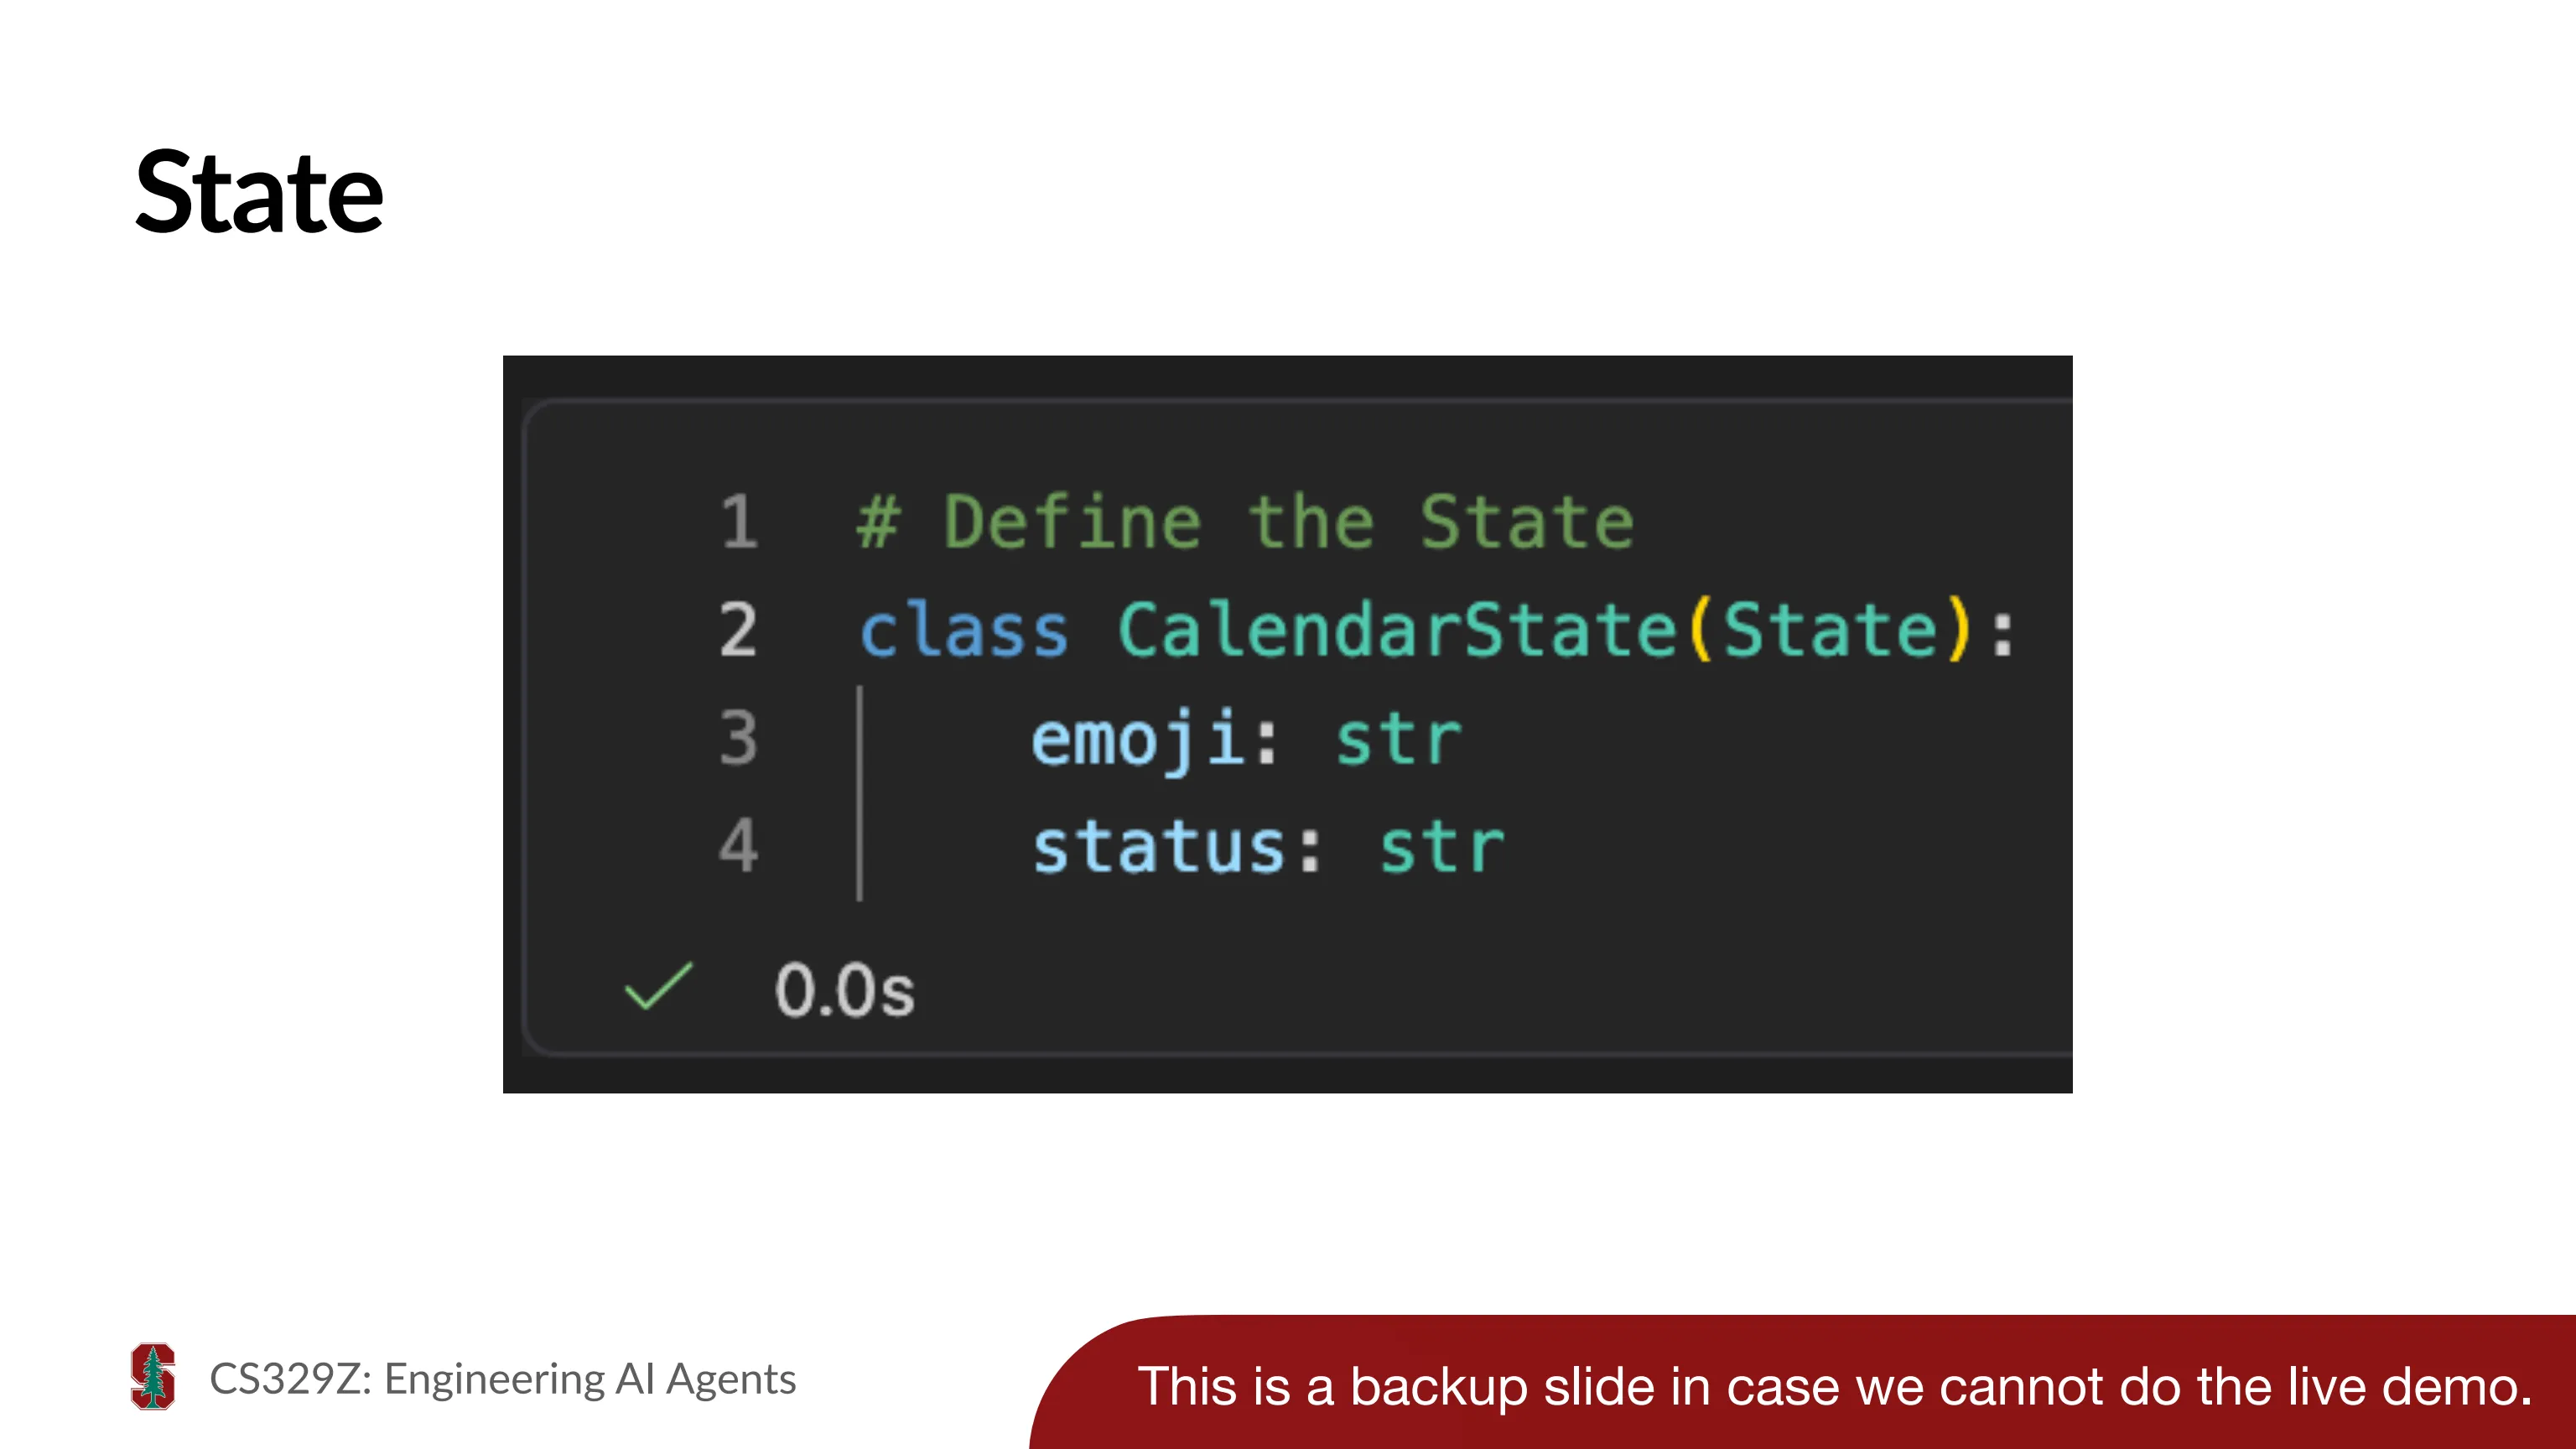 State
1 # Define the State
2 class CalendarState(State):
3 emoji: str
4 status: str
0.0s
CS329Z: Engineering AI Agents
This is a backup slide in case we cannot do the live demo.